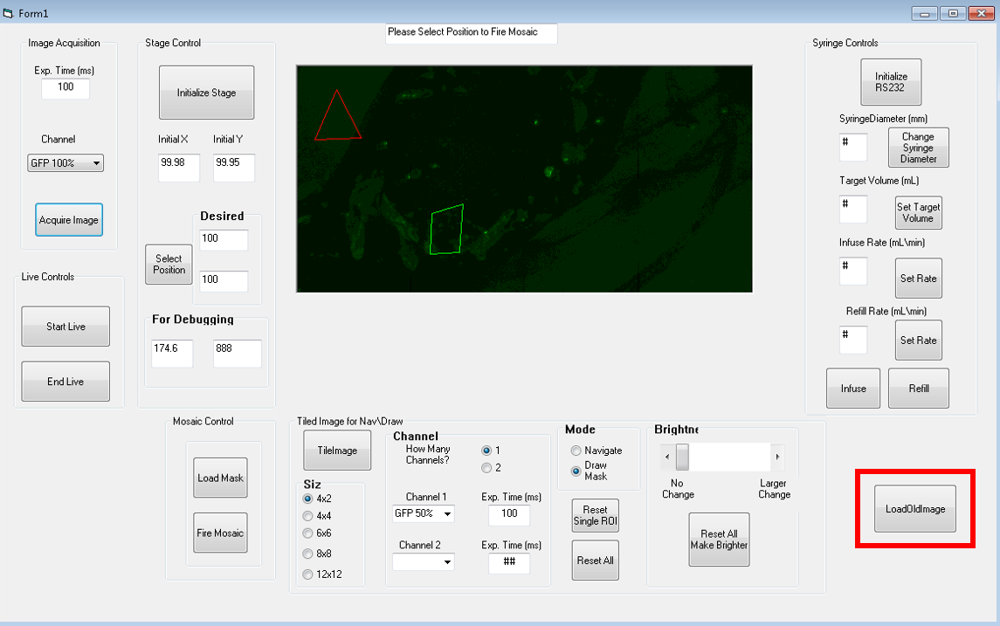 Form1
Please Select Position to Fire Mosaic
Image Acquisition
Exp. Time (ms)
100
Channel
GFP 100%
Acquire Image
Live Controls
Start Live
End Live
Stage Control
Initialize Stage
Initial X
Initial Y
99.98
99.95
Desired
100
Select
Position
100
For Debugging
174.6
888
Syringe Controls
Initialize
RS232
SyringeDiameter (mm)
#
Change
Syringe
Diameter
Target Volume (mL)
#
Set Target
Volume
Infuse Rate (mL\min)
#
Set Rate
Refill Rate (mL\min)
#
Set Rate
Infuse
Refill
Mosaic Control
Load Mask
Fire Mosaic
Tiled Image for Nav\Draw
TileImage
Siz
4x2
4x4
6x6
8x8
12x12
Channel
How Many
Channels?
1
2
Channel 1
Exp. Time (ms)
GFP 50%
100
Channel 2
Exp. Time (ms)
##
Mode
Navigate
Draw
Mask
Reset
Single ROI
Reset All
Brightne
No
Change
Larger
Change
Reset All
Make Brighter
LoadOldImage